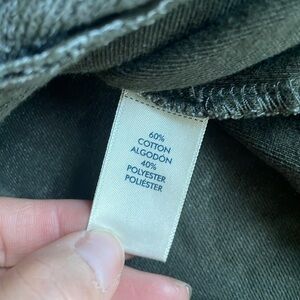 60%
COTTON
ALGODÓN
40%
POLYESTER
POLIÉSTER